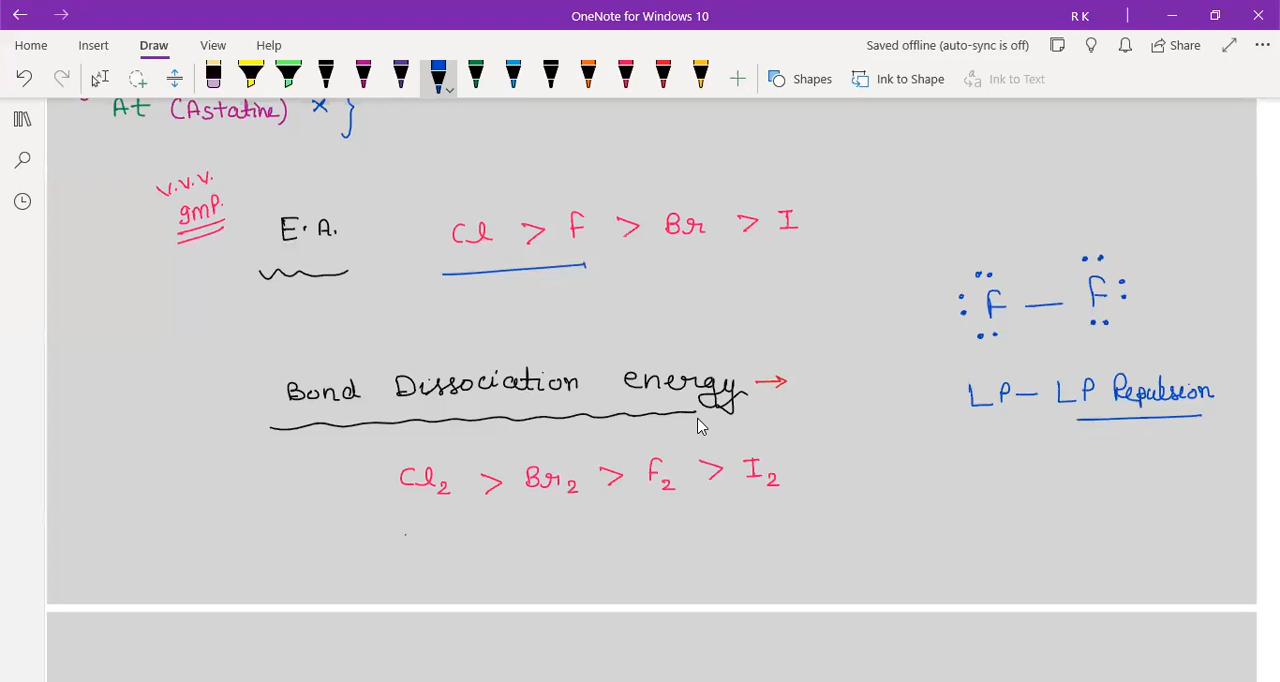 OneNote for Windows 10
R K
Home Insert Draw View Help
Saved offline (auto-sync is off)
Share
Shapes
Ink to Shape
Ink to Text
At (Astatine) × }
V.V.V.
gmp.
E.A. Cl > F > Br > I
F — F
Bond Dissociation energy →
LP — LP Repulsion
Cl2 > Br2 > F2 > I2